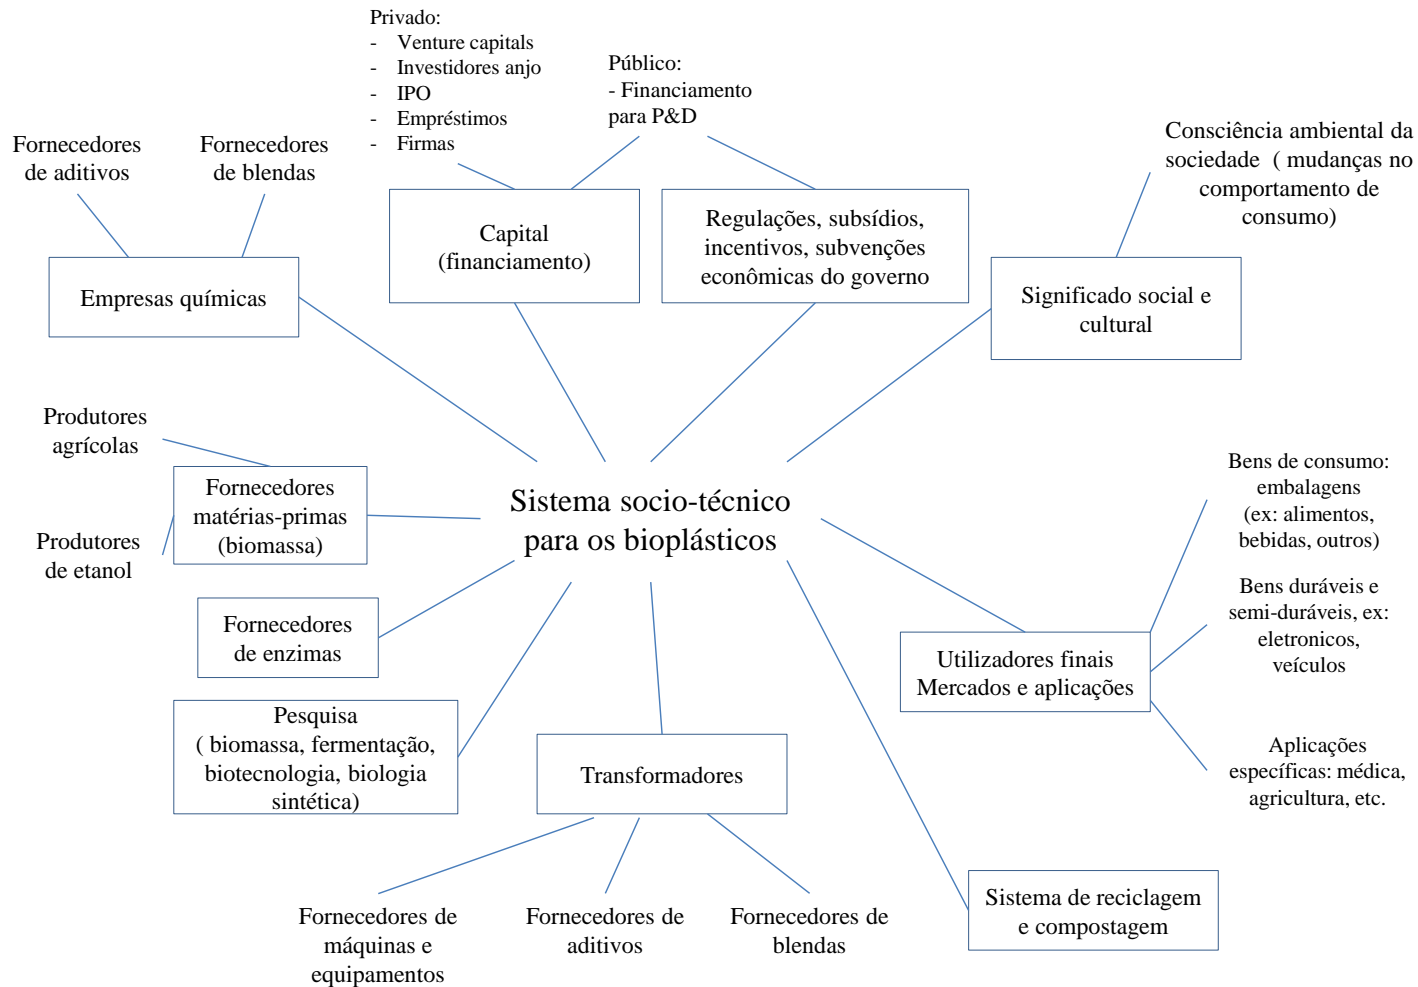 Privado:
- Venture capitals
- Investidores anjo
- IPO
- Empréstimos
- Firmas
Público:
- Financiamento
para P&D
Consciência ambiental da
sociedade ( mudanças no
comportamento de
consumo)
Fornecedores
de aditivos
Fornecedores
de blendas
Empresas químicas
Capital
(financiamento)
Regulações, subsídios,
incentivos, subvenções
econômicas do governo
Significado social e
cultural
Produtores
agrícolas
Fornecedores
matérias-primas
(biomassa)
Produtores
de etanol
Sistema socio-técnico
para os bioplásticos
Bens de consumo:
embalagens
(ex: alimentos,
bebidas, outros)
Bens duráveis e
semi-duráveis, ex:
eletronicos,
veículos
Fornecedores
de enzimas
Utilizadores finais
Mercados e aplicações
Pesquisa
( biomassa, fermentação,
biotecnologia, biologia
sintética)
Transformadores
Aplicações
específicas: médica,
agricultura, etc.
Fornecedores de
máquinas e
equipamentos
Fornecedores de
aditivos
Fornecedores de
blendas
Sistema de reciclagem
e compostagem